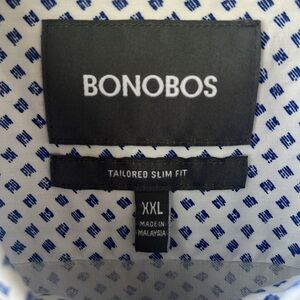 BONOBOS
TAILORED SLIM FIT
XXL
MADE IN
MALAYSIA